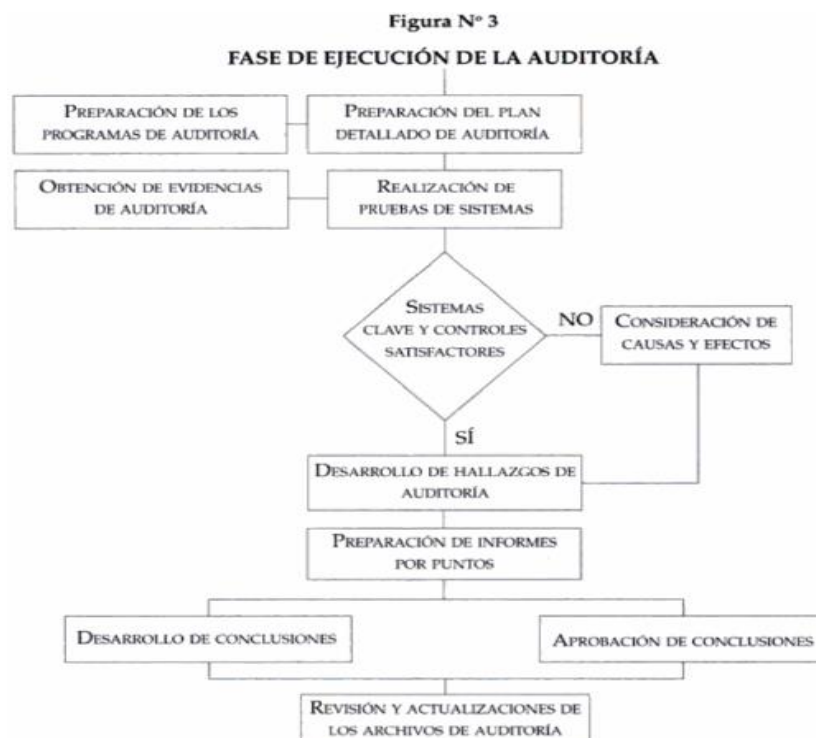 Figura Nº 3
FASE DE EJECUCIÓN DE LA AUDITORÍA
PREPARACIÓN DE LOS
PROGRAMAS DE AUDITORÍA
PREPARACIÓN DEL PLAN
DETALLADO DE AUDITORÍA
OBTENCIÓN DE EVIDENCIAS
DE AUDITORÍA
REALIZACIÓN DE
PRUEBAS DE SISTEMAS
SISTEMAS
CLAVE Y CONTROLES
SATISFACTORES
NO
CONSIDERACIÓN DE
CAUSAS Y EFECTOS
SÍ
DESARROLLO DE HALLAZGOS DE
AUDITORÍA
PREPARACIÓN DE INFORMES
POR PUNTOS
DESARROLLO DE CONCLUSIONES
APROBACIÓN DE CONCLUSIONES
REVISIÓN Y ACTUALIZACIONES DE
LOS ARCHIVOS DE AUDITORÍA